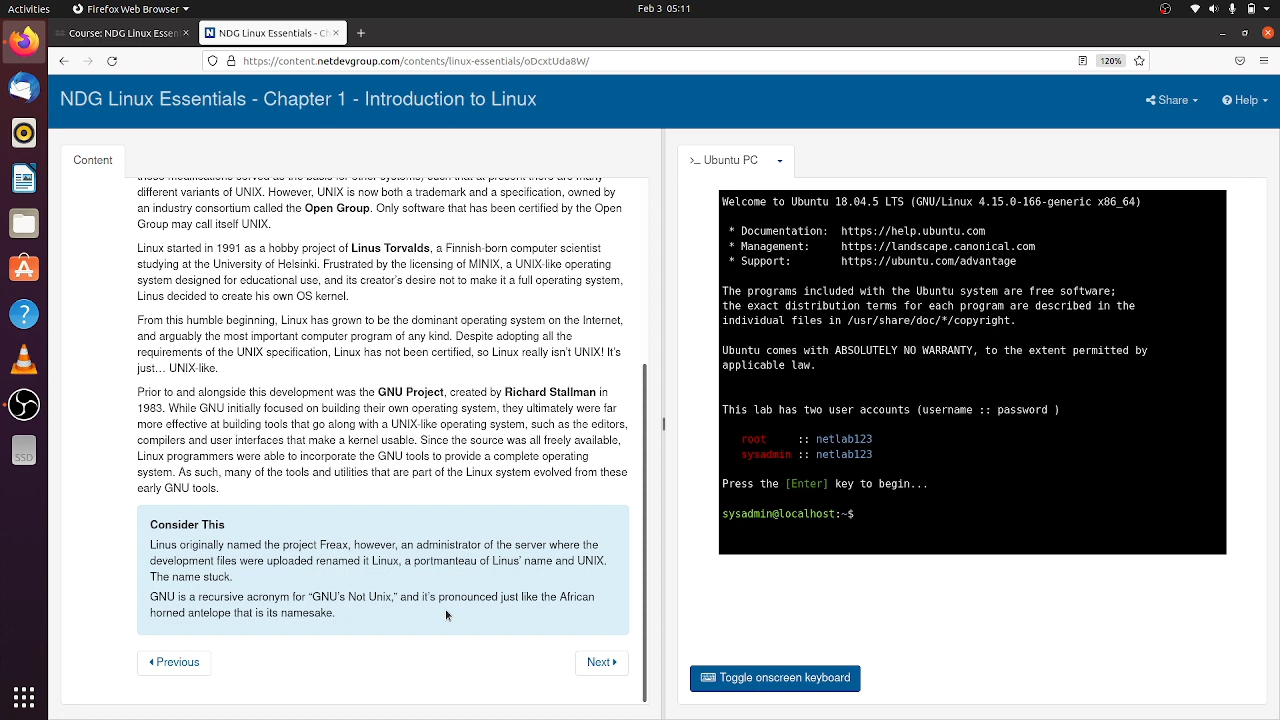 Activities
Firefox Web Browser
Feb 3 05:11
Course: NDG Linux Essen
NDG Linux Essentials - Ch
https://content.netdevgroup.com/contents/linux-essentials/oDcxtUda8W/
120%
NDG Linux Essentials - Chapter 1 - Introduction to Linux
Share
Help
Content
those modifications served as the basis for other systems) such that at present there are many
different variants of UNIX. However, UNIX is now both a trademark and a specification, owned by
an industry consortium called the Open Group. Only software that has been certified by the Open
Group may call itself UNIX.
Linux started in 1991 as a hobby project of Linus Torvalds, a Finnish-born computer scientist
studying at the University of Helsinki. Frustrated by the licensing of MINIX, a UNIX-like operating
system designed for educational use, and its creator's desire not to make it a full operating system,
Linus decided to create his own OS kernel.
From this humble beginning, Linux has grown to be the dominant operating system on the Internet,
and arguably the most important computer program of any kind. Despite adopting all the
requirements of the UNIX specification, Linux has not been certified, so Linux really isn't UNIX! It's
just… UNIX-like.
Prior to and alongside this development was the GNU Project, created by Richard Stallman in
1983. While GNU initially focused on building their own operating system, they ultimately were far
more effective at building tools that go along with a UNIX-like operating system, such as the editors,
compilers and user interfaces that make a kernel usable. Since the source was all freely available,
Linux programmers were able to incorporate the GNU tools to provide a complete operating
system. As such, many of the tools and utilities that are part of the Linux system evolved from these
early GNU tools.
Consider This
Linus originally named the project Freax, however, an administrator of the server where the
development files were uploaded renamed it Linux, a portmanteau of Linus' name and UNIX.
The name stuck.
GNU is a recursive acronym for “GNU's Not Unix,” and it's pronounced just like the African
horned antelope that is its namesake.
Previous
Next
>_ Ubuntu PC
Welcome to Ubuntu 18.04.5 LTS (GNU/Linux 4.15.0-166-generic x86_64)
* Documentation: https://help.ubuntu.com
* Management: https://landscape.canonical.com
* Support: https://ubuntu.com/advantage
The programs included with the Ubuntu system are free software;
the exact distribution terms for each program are described in the
individual files in /usr/share/doc/*/copyright.
Ubuntu comes with ABSOLUTELY NO WARRANTY, to the extent permitted by
applicable law.
This lab has two user accounts (username :: password )
root :: netlab123
sysadmin :: netlab123
Press the [Enter] key to begin...
sysadmin@localhost:~$
Toggle onscreen keyboard
SSD